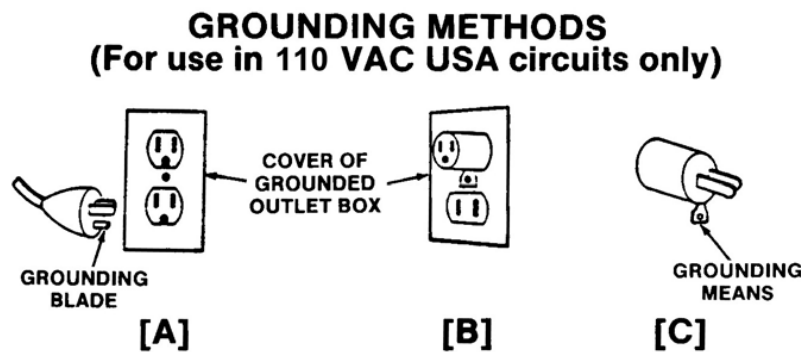 GROUNDING METHODS
(For use in 110 VAC USA circuits only)
COVER OF
GROUNDED
OUTLET BOX
GROUNDING
BLADE
GROUNDING
MEANS
[A]
[B]
[C]